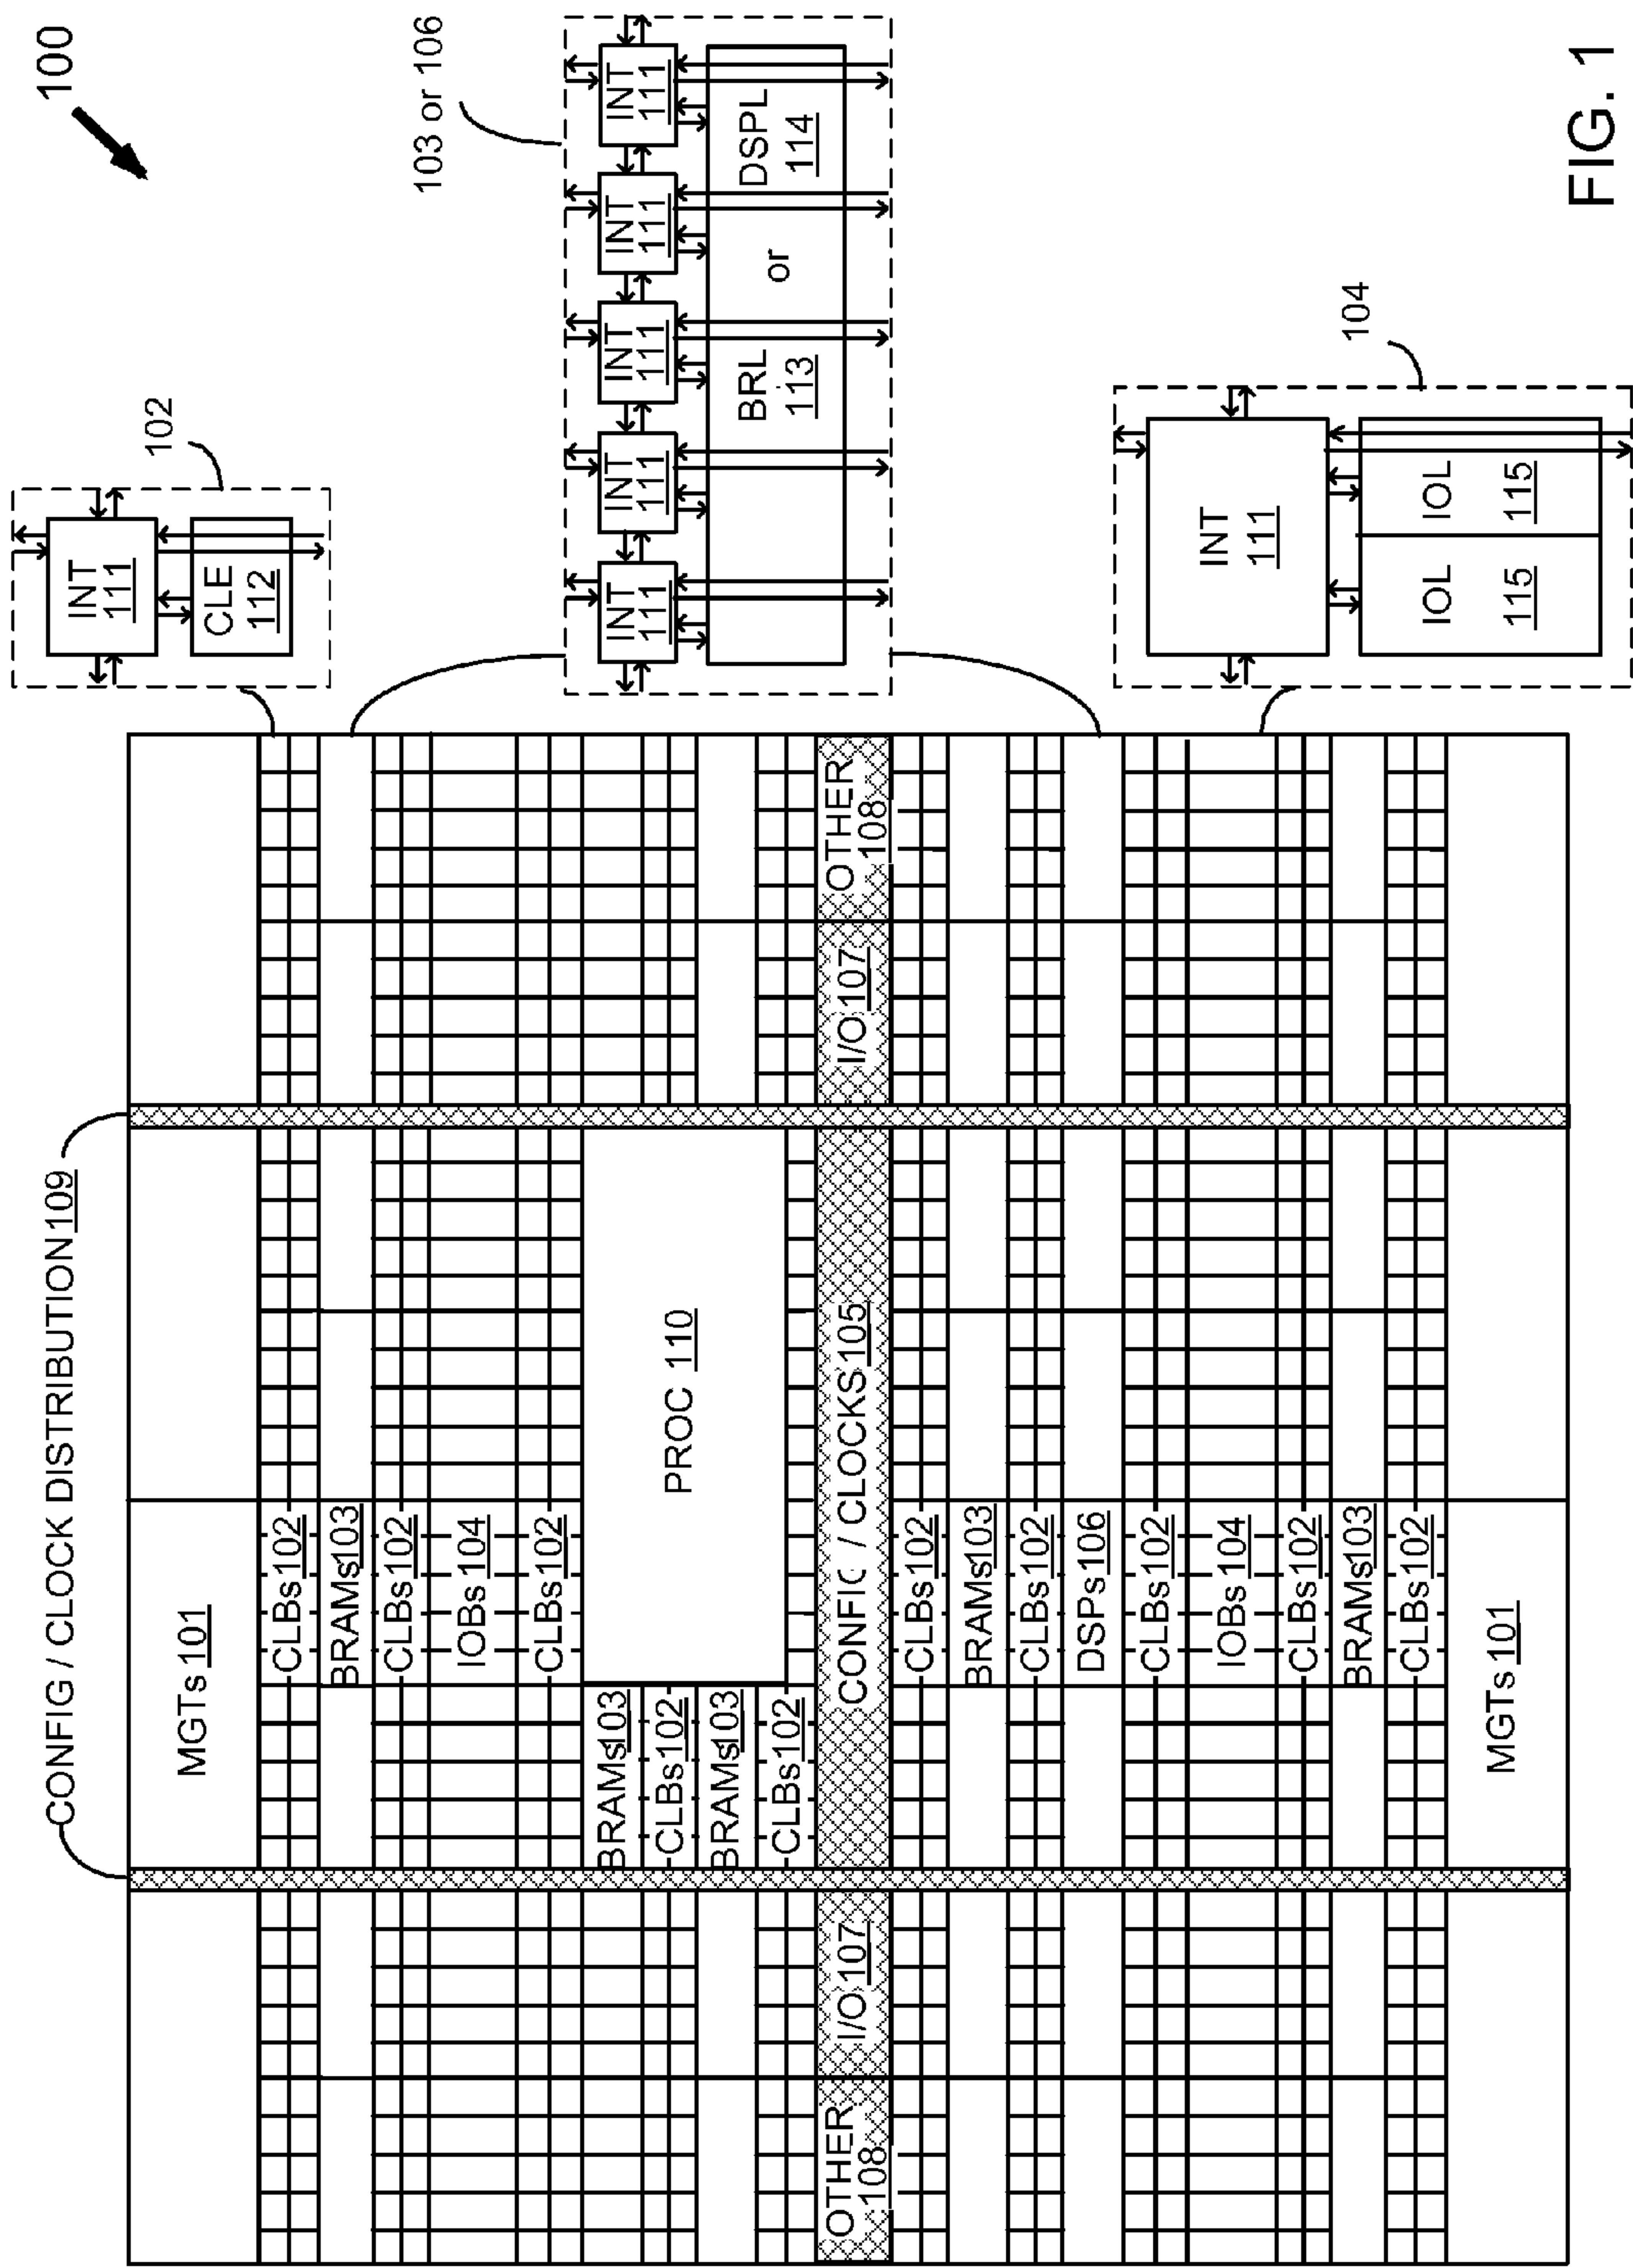 100
CONFIG / CLOCK DISTRIBUTION 109
MGTs 101
CLBs 102
BRAMs 103
CLBs 102
IOBs 104
CLBs 102
BRAMs 103
CLBs 102
BRAMs 103
CLBs 102
PROC 110
OTHER
108
I/O 107
CONFIG / CLOCKS 105
I/O 107
OTHER
108
CLBs 102
BRAMs 103
CLBs 102
DSPs 106
CLBs 102
IOBs 104
CLBs 102
BRAMs 103
CLBs 102
MGTs 101
102
INT
111
CLE
112
103 or 106
INT
111
INT
111
INT
111
INT
111
INT
111
BRL
113
or
DSPL
114
104
INT
111
IOL
115
IOL
115
FIG. 1